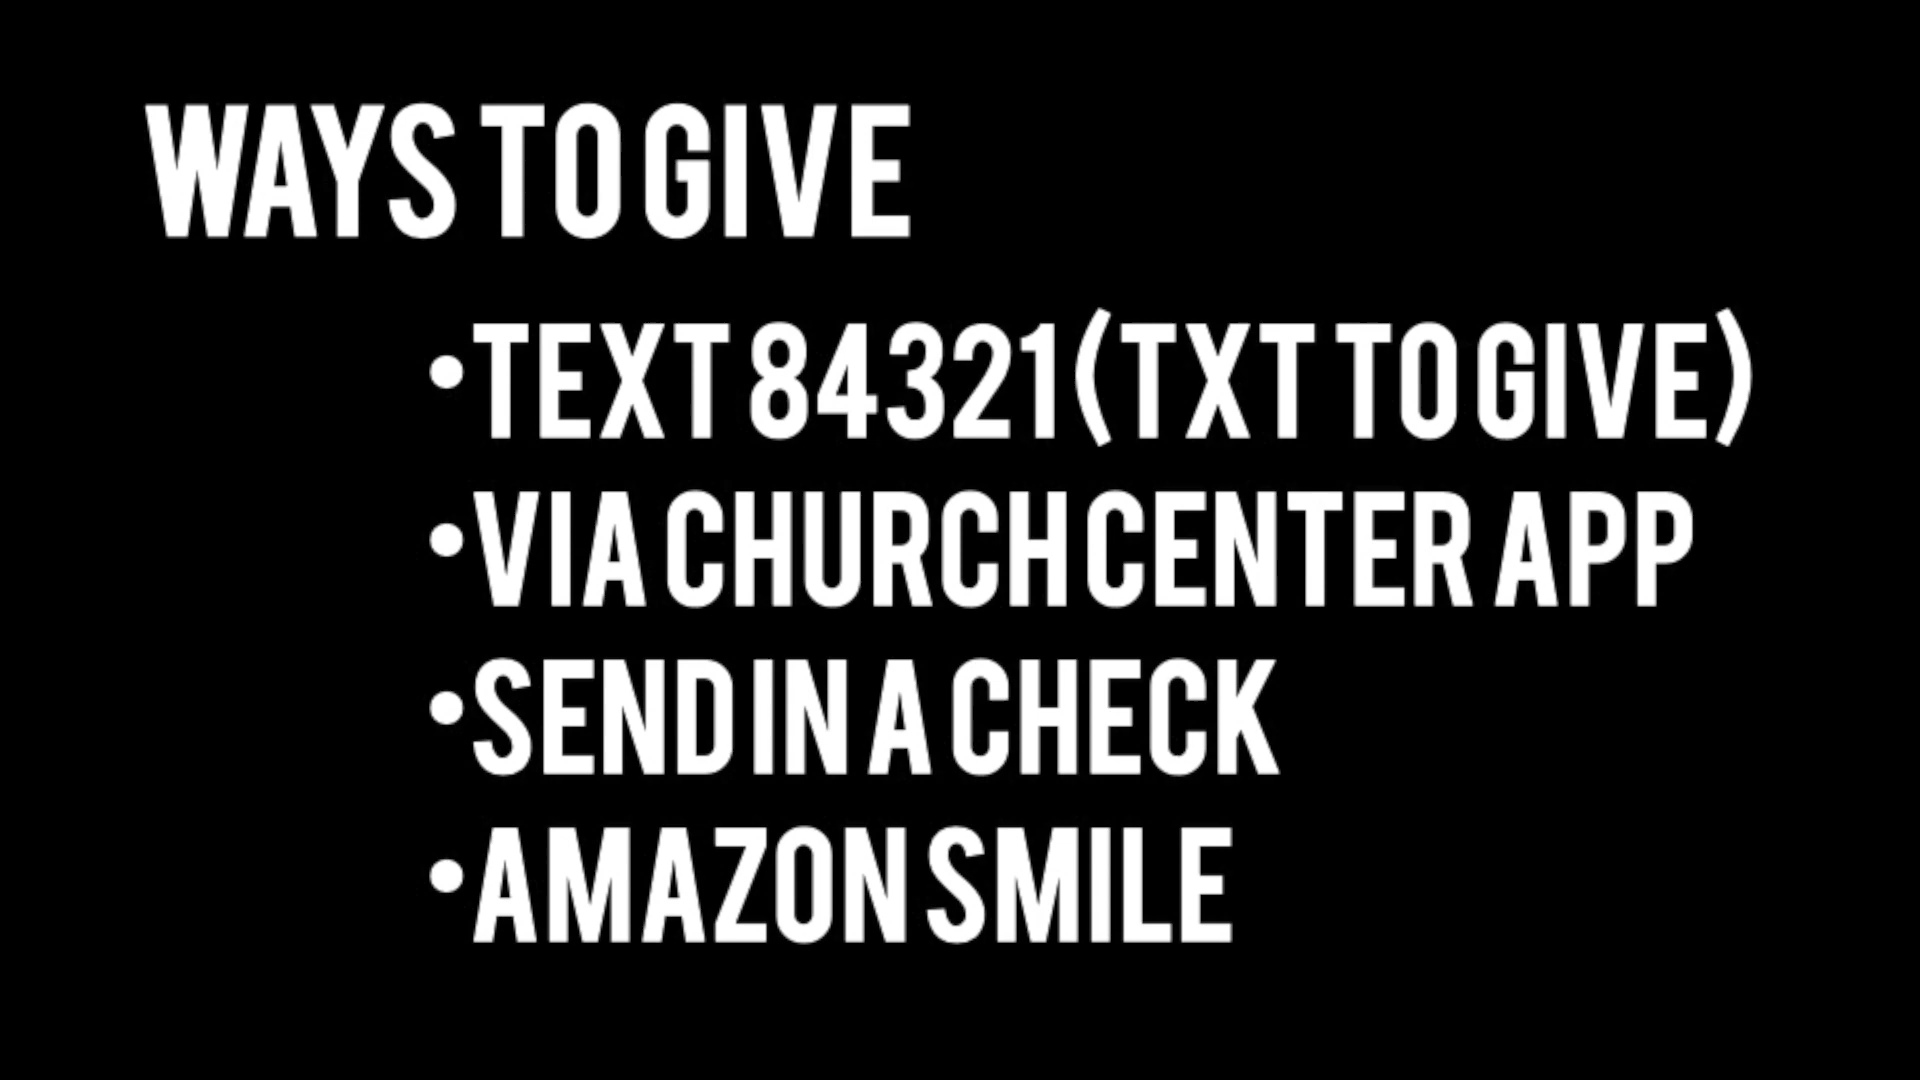 WAYS TO GIVE
•TEXT 84321 (TXT TO GIVE)
•VIA CHURCH CENTER APP
•SEND IN A CHECK
•AMAZON SMILE